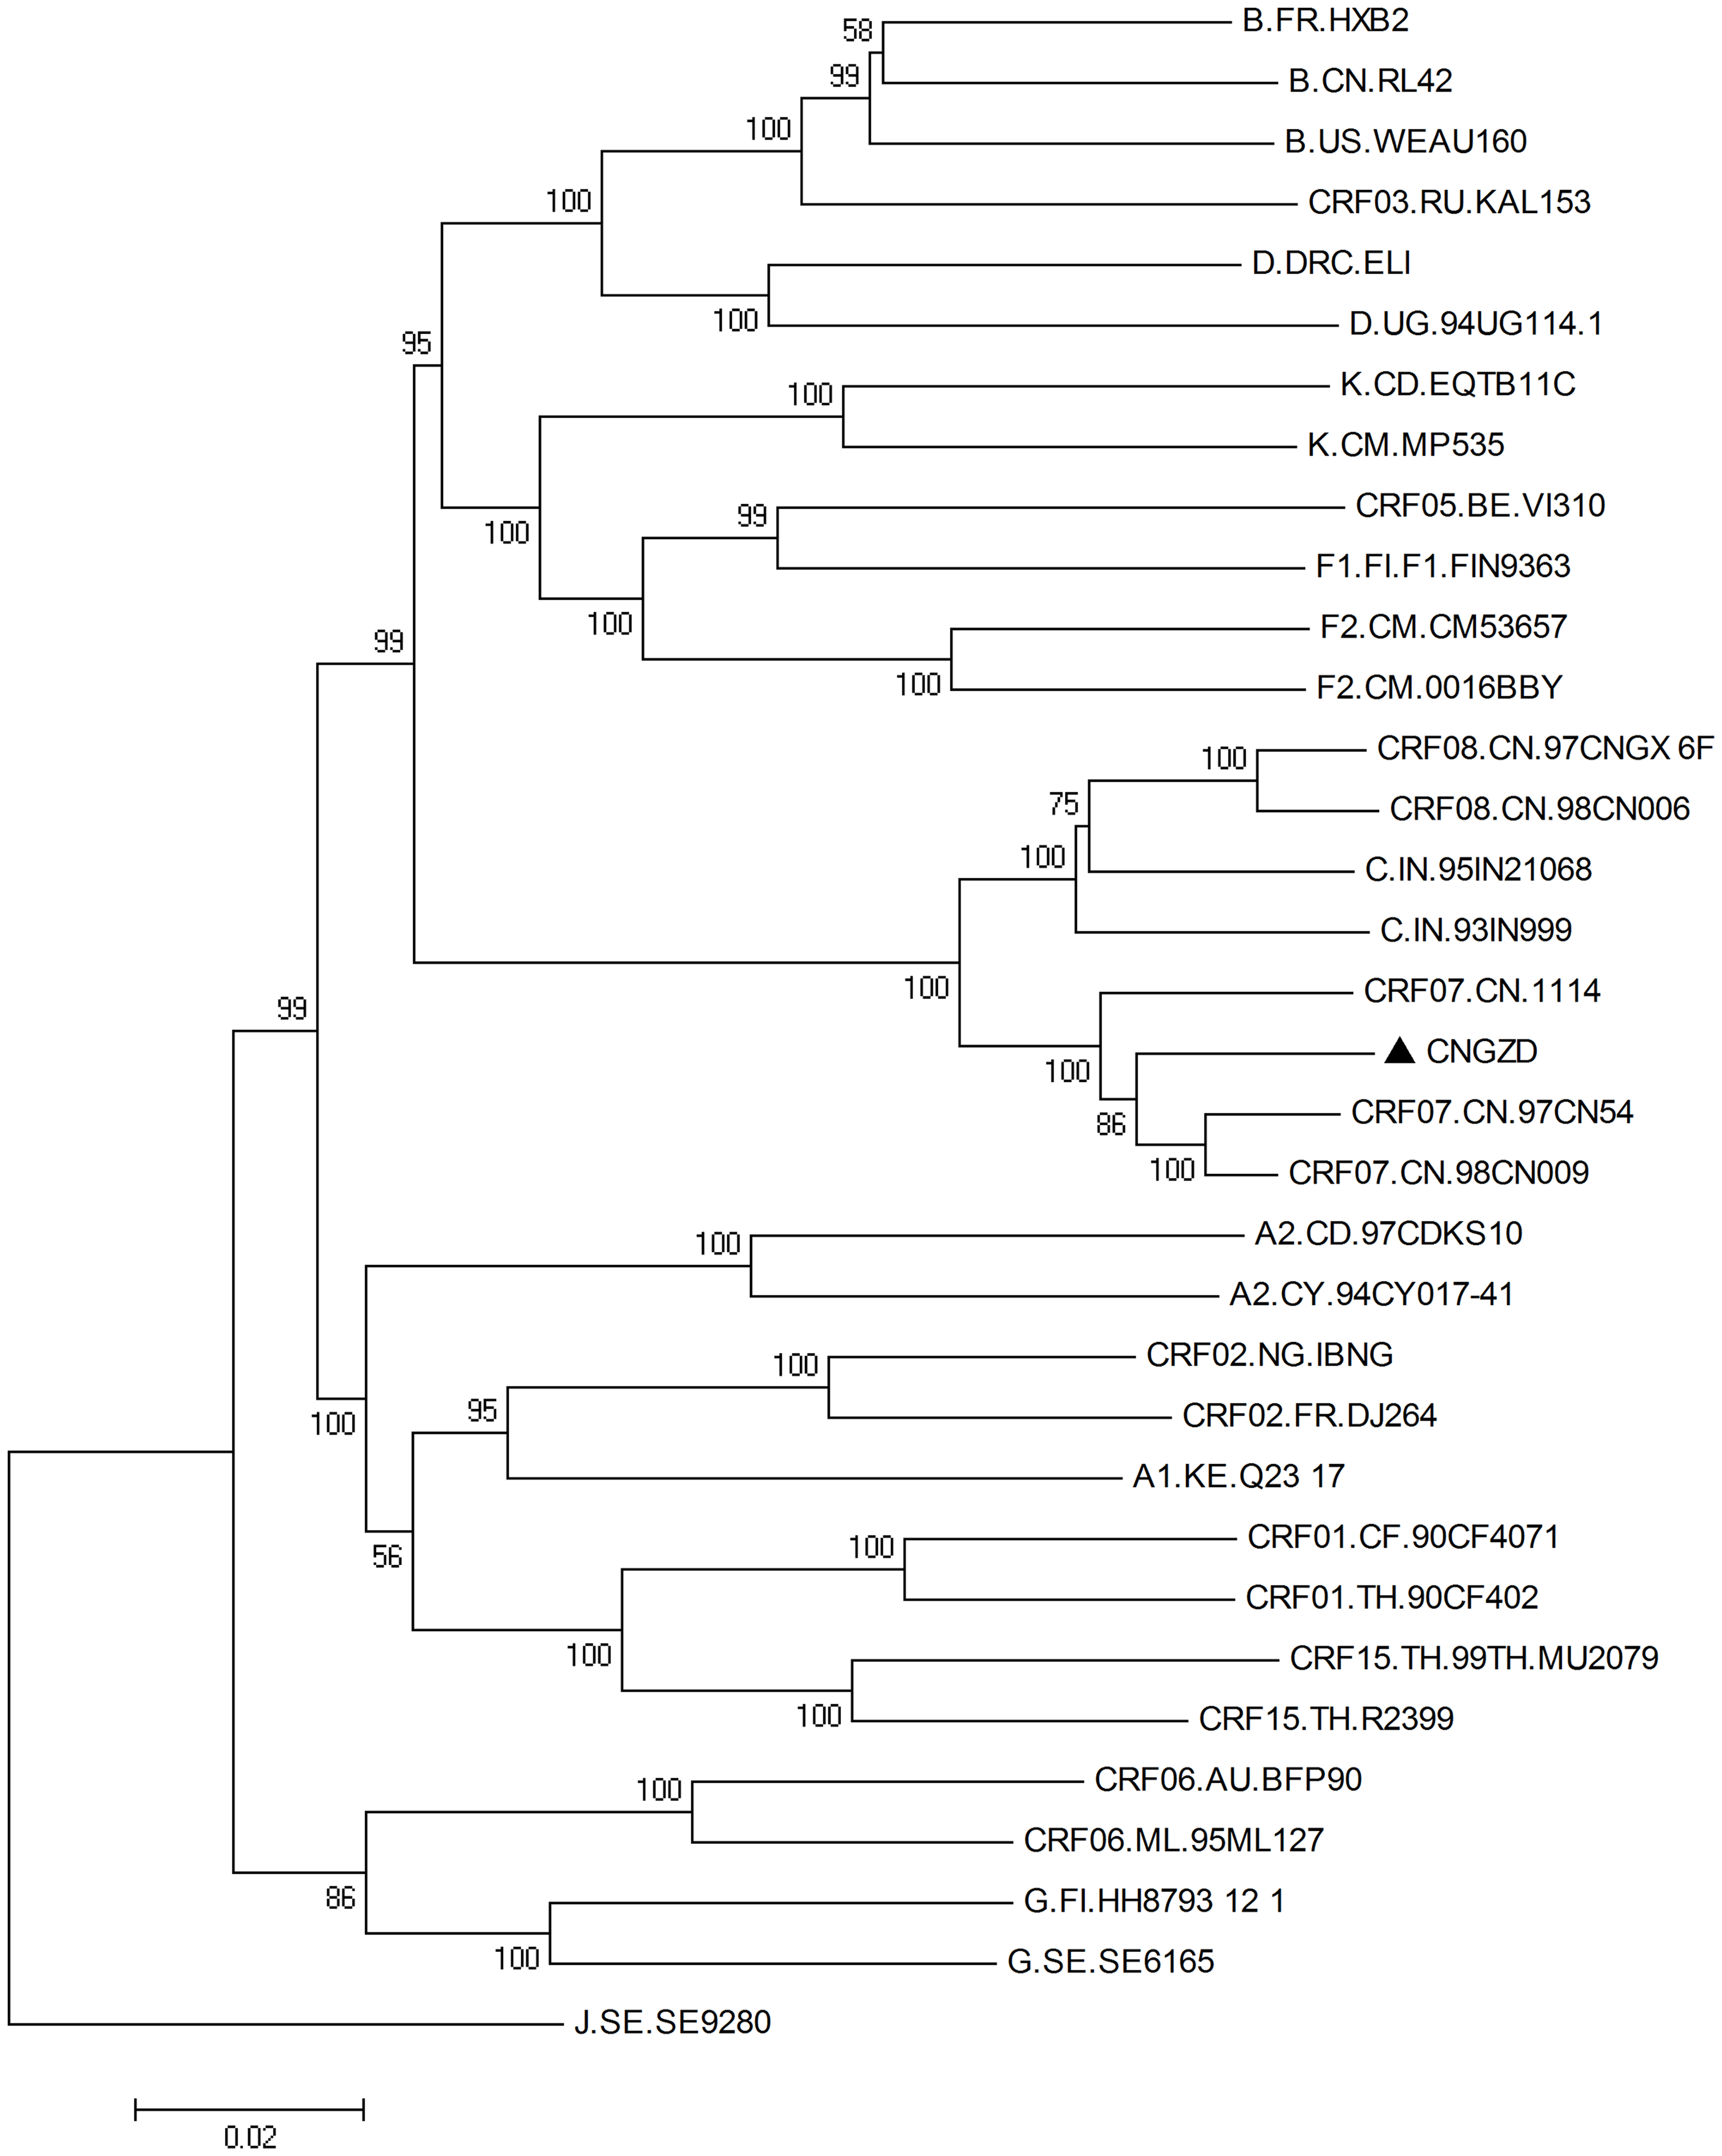 58
B.FR.HXB2
99
B.CN.RL42
100
B.US.WEAU160
100
CRF03.RU.KAL153
D.DRC.ELI
100
D.UG.94UG114.1
95
100
K.CD.EQTB11C
K.CM.MP535
100
99
CRF05.BE.VI310
F1.FI.F1.FIN9363
100
F2.CM.CM53657
99
100
F2.CM.0016BBY
100
CRF08.CN.97CNGX 6F
75
CRF08.CN.98CN006
100
C.IN.95IN21068
C.IN.93IN999
100
CRF07.CN.1114
99
100
CNGZD
86
CRF07.CN.97CN54
100
CRF07.CN.98CN009
100
A2.CD.97CDKS10
A2.CY.94CY017-41
100
CRF02.NG.IBNG
100
95
CRF02.FR.DJ264
A1.KE.Q23 17
56
100
CRF01.CF.90CF4071
CRF01.TH.90CF402
100
CRF15.TH.99TH.MU2079
100
CRF15.TH.R2399
100
CRF06.AU.BFP90
CRF06.ML.95ML127
86
G.FI.HH8793 12 1
100
G.SE.SE6165
J.SE.SE9280
0.02